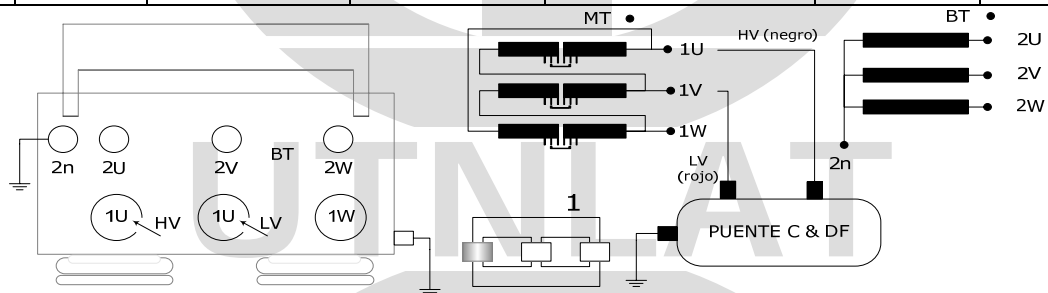 MT
BT
HV (negro)
1U
2U
1V
2V
1W
2W
LV
(rojo)
2n
2n
2U
2V
BT
2W
1U
HV
1U
LV
1W
1
PUENTE C & DF
UTNLAT